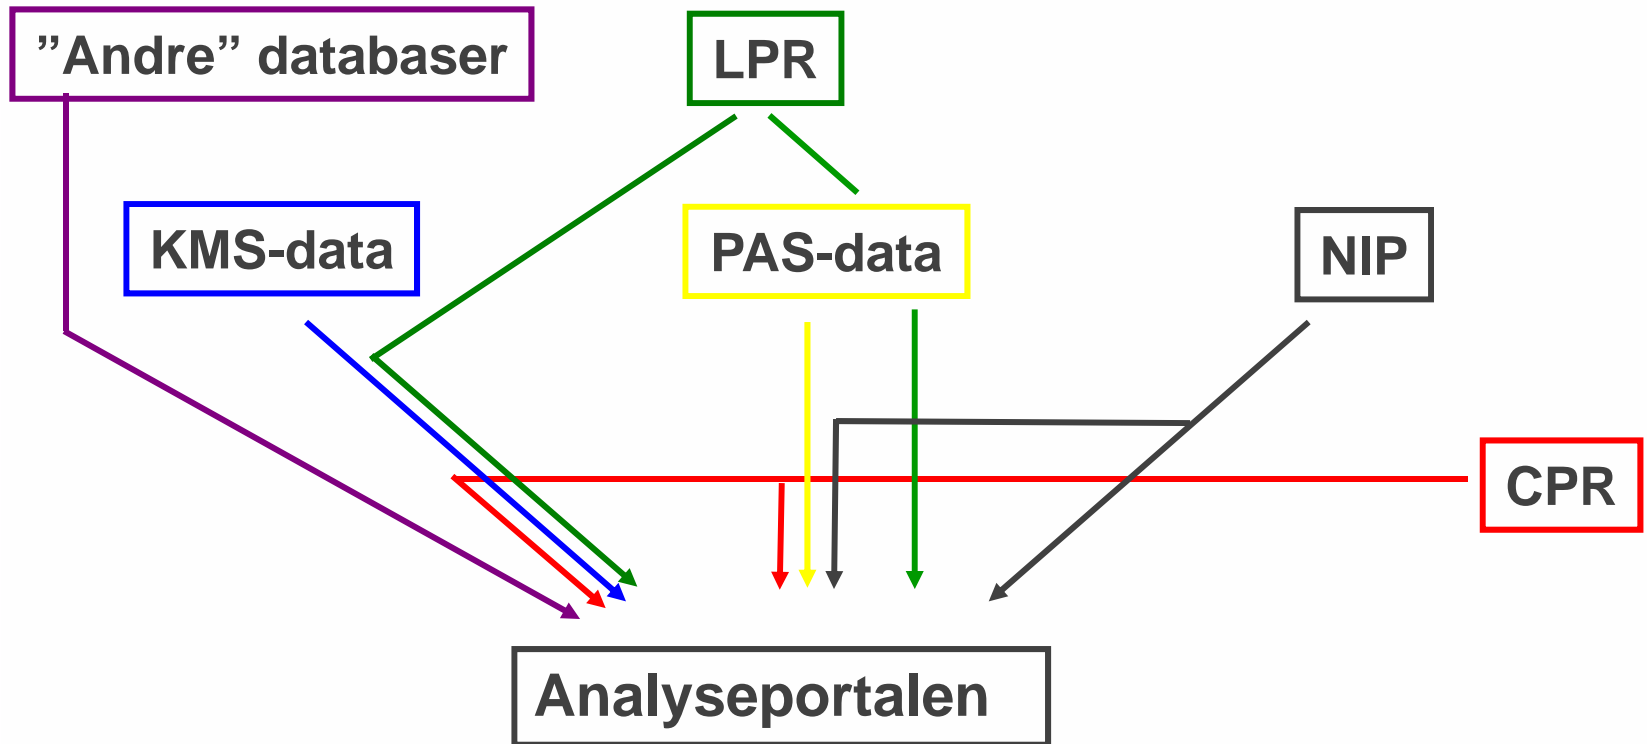 ”Andre” databaser
LPR
KMS-data
PAS-data
NIP
CPR
Analyseportalen